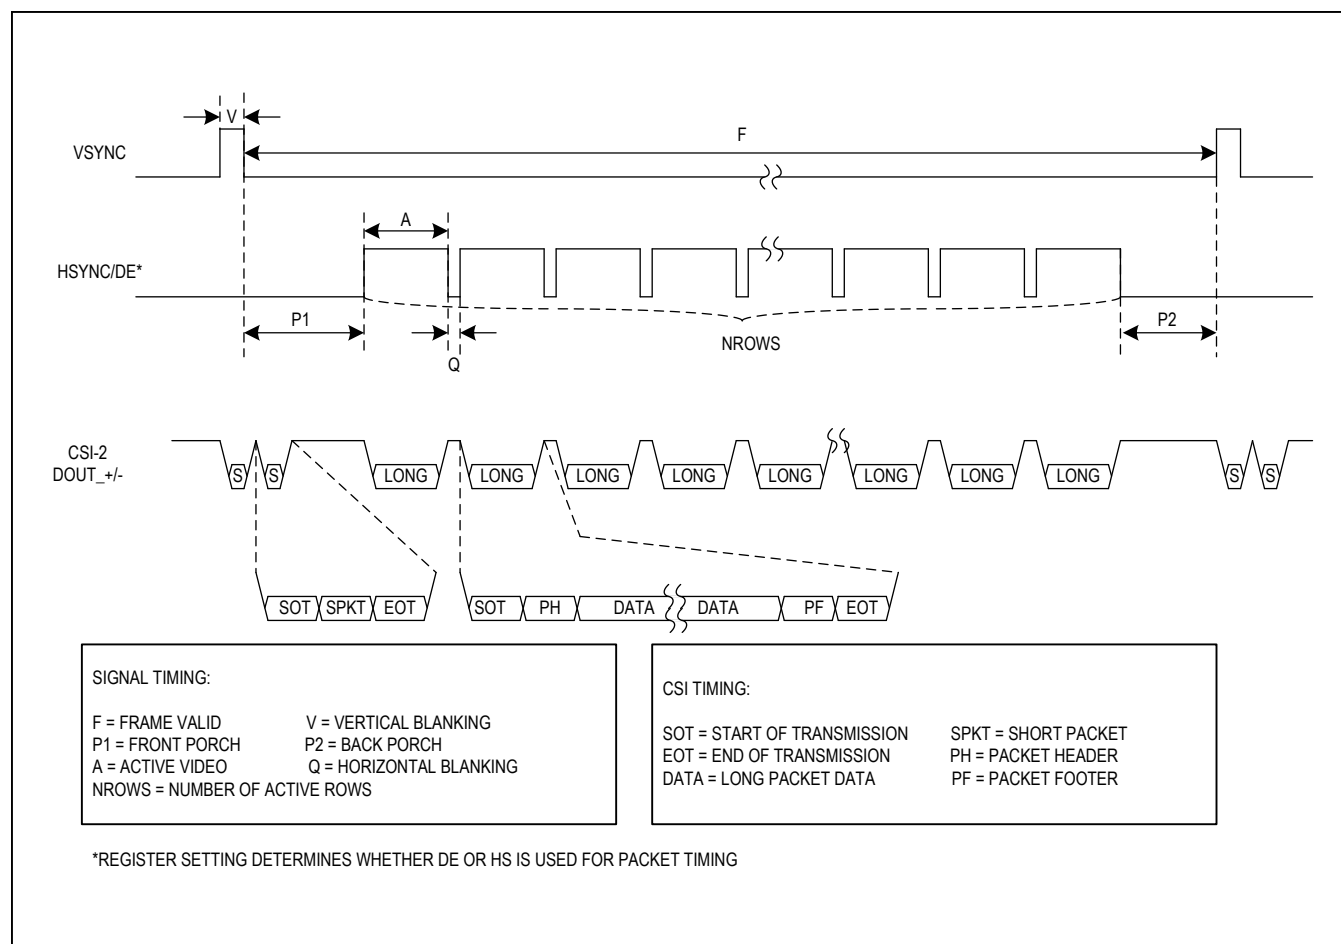 V
F
VSYNC
A
HSYNC/DE*
P1
P2
NROWS
Q
CSI-2
DOUT_+/-
S S LONG LONG LONG LONG LONG LONG LONG LONG S S
SOT SPKT EOT SOT PH DATA DATA PF EOT
SIGNAL TIMING:
F = FRAME VALID V = VERTICAL BLANKING
P1 = FRONT PORCH P2 = BACK PORCH
A = ACTIVE VIDEO Q = HORIZONTAL BLANKING
NROWS = NUMBER OF ACTIVE ROWS
CSI TIMING:
SOT = START OF TRANSMISSION SPKT = SHORT PACKET
EOT = END OF TRANSMISSION PH = PACKET HEADER
DATA = LONG PACKET DATA PF = PACKET FOOTER
*REGISTER SETTING DETERMINES WHETHER DE OR HS IS USED FOR PACKET TIMING